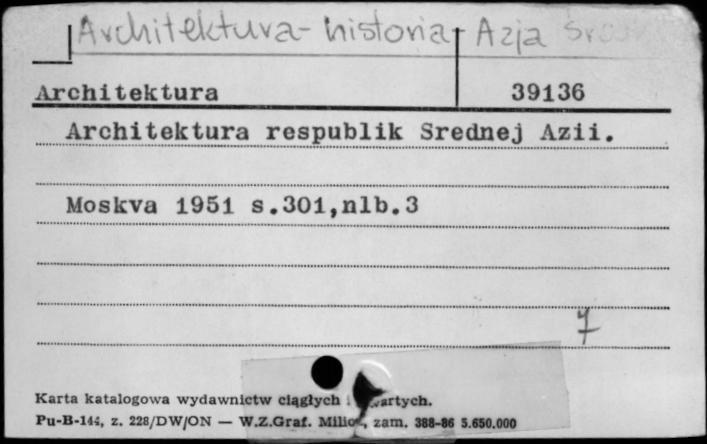 Architektura - historia - Azja
Architektura 39136
Architektura respublik Srednej Azii.
Moskva 1951 s.301,nlb.3
7
Karta katalogowa wydawnictw ciągłych i
Pu-B-144, z. 228/DW/ON — W.Z.Graf. zam. 388-86 5.650.000